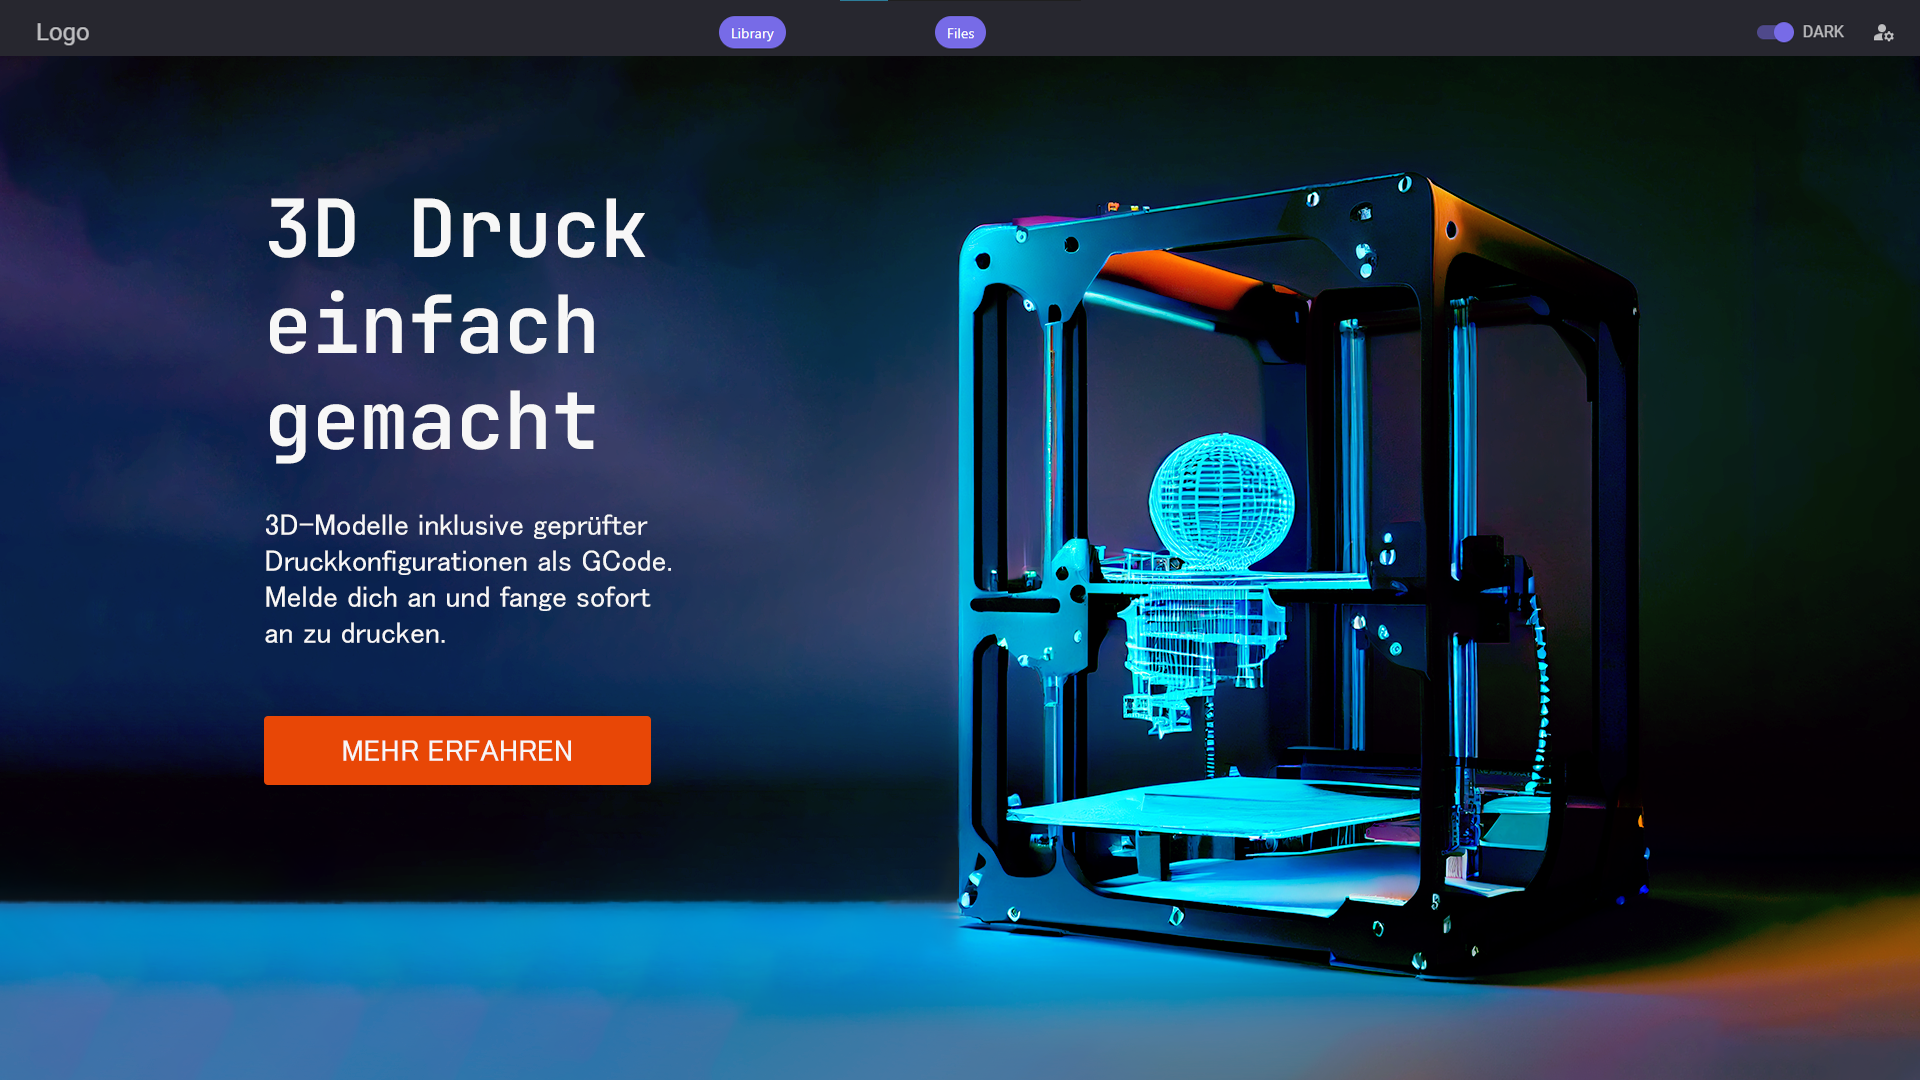 Logo
Library
Files
DARK
3D Druck
einfach
gemacht
3D-Modelle inklusive geprüfter
Druckkonfigurationen als GCode.
Melde dich an und fange sofort
an zu drucken.
MEHR ERFAHREN